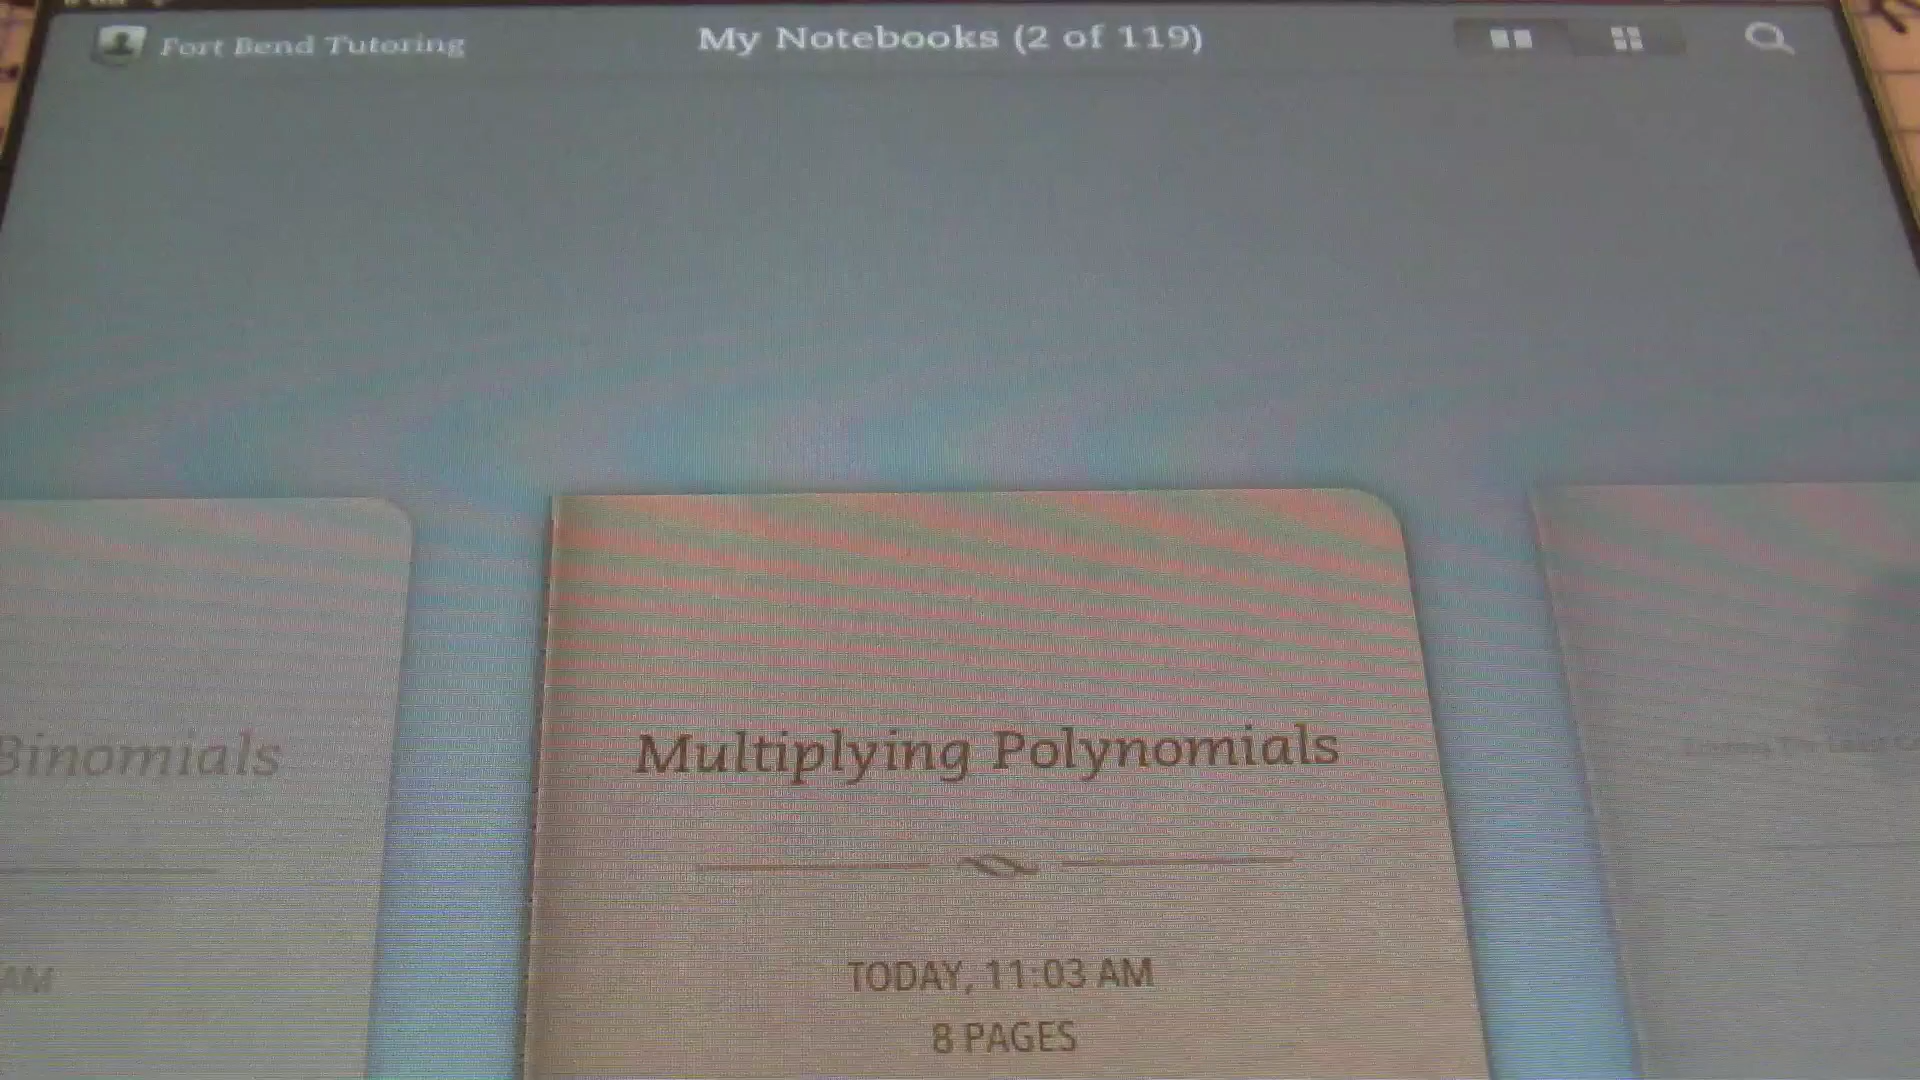 Fort Bend Tutoring
My Notebooks (2 of 119)
Binomials
Multiplying Polynomials
AM
TODAY, 11:03 AM
8 PAGES